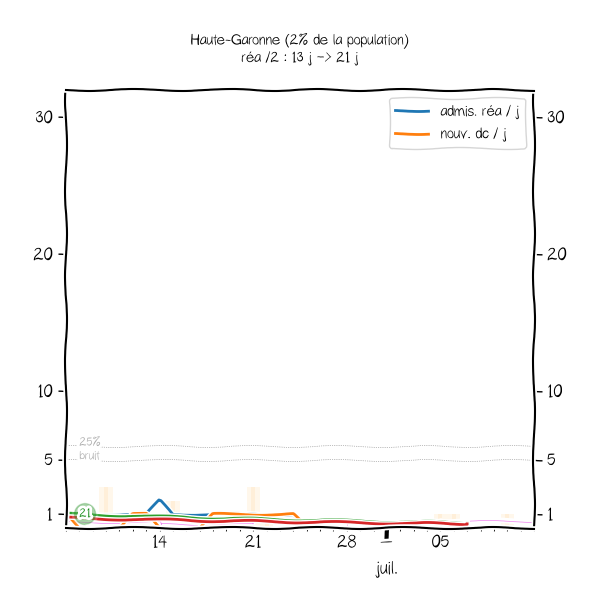 Haute-Garonne (2% de la population)
réa /2 : 13 j -> 21 j
admis. réa / j
nouv. dc / j
30
30
20
20
10
10
25%
bruit
5
5
21
1
1
14
21
28
05
juil.